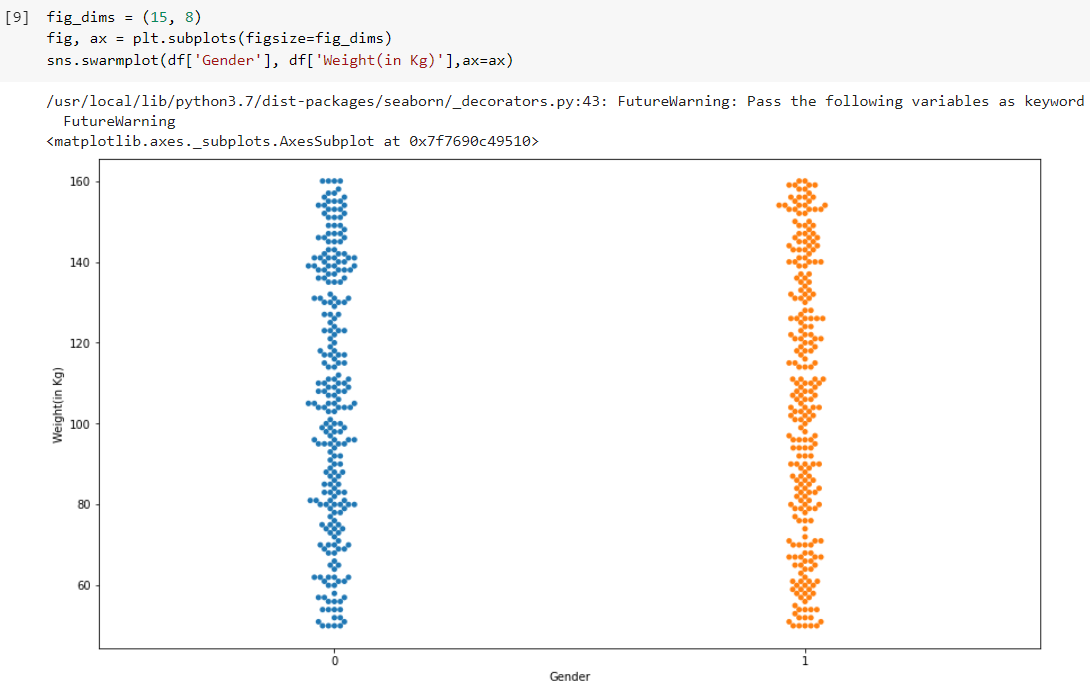 [9] fig_dims = (15, 8)
fig, ax = plt.subplots(figsize=fig_dims)
sns.swarmplot(df['Gender'], df['Weight(in Kg)'],ax=ax)
/usr/local/lib/python3.7/dist-packages/seaborn/_decorators.py:43: FutureWarning: Pass the following variables as keyword
FutureWarning
<matplotlib.axes._subplots.AxesSubplot at 0x7f7690c49510>
160
140
120
100
80
60
Weight(in Kg)
0 1
Gender